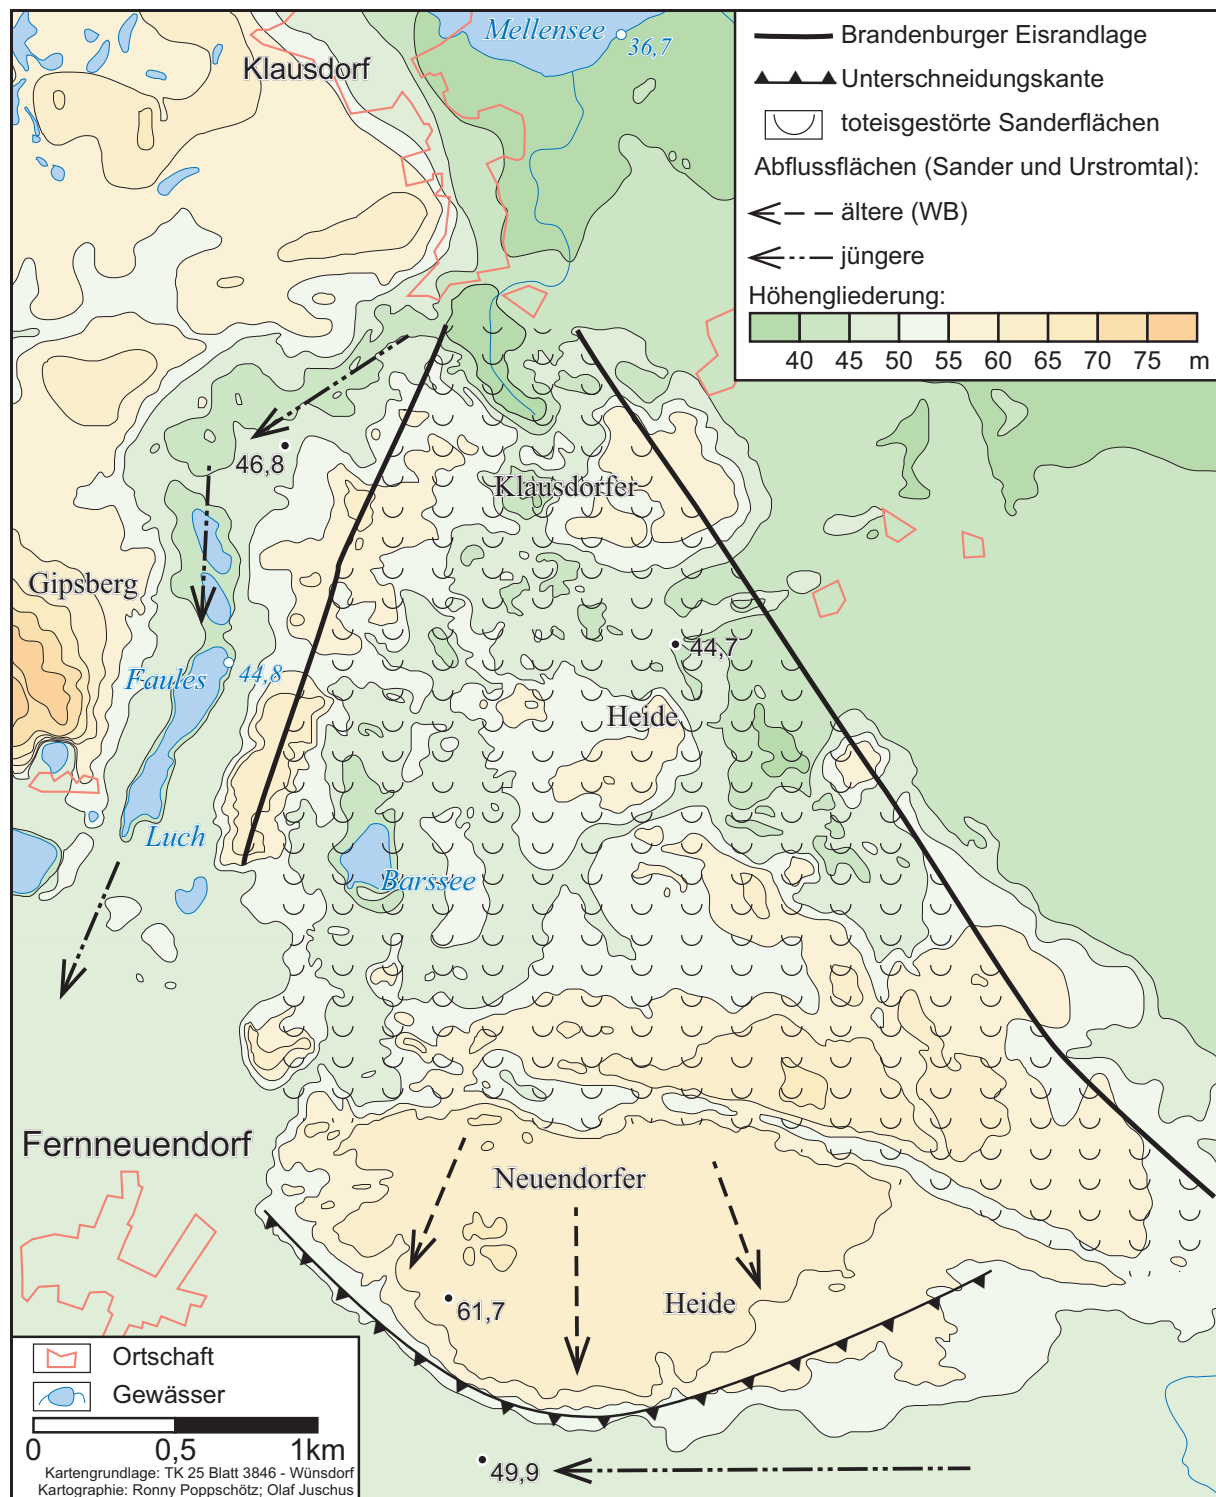 Mellensee
36,7
Klausdorf
Brandenburger Eisrandlage
Unterschneidungskante
toteisgestörte Sanderflächen
Abflussflächen (Sander und Urstromtal):
ältere (WB)
jüngere
Höhengliederung:
40 45 50 55 60 65 70 75 m
46,8
Klausdorfer
Gipsberg
44,7
Faules
44,8
Heide
Luch
Barssee
Fernneuendorf
Neuendorfer
61,7
Heide
Ortschaft
Gewässer
0 0,5 1km
Kartengrundlage: TK 25 Blatt 3846 - Wünsdorf
Kartographie: Ronny Poppschötz; Olaf Juschus
49,9